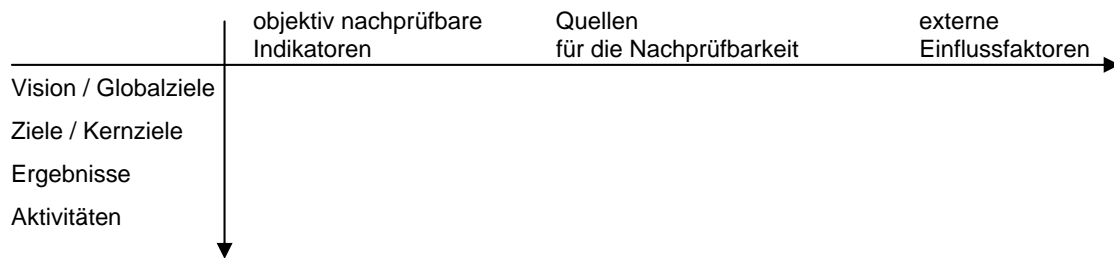 objektiv nachprüfbare Quellen externe
Indikatoren für die Nachprüfbarkeit Einflussfaktoren
Vision / Globalziele
Ziele / Kernziele
Ergebnisse
Aktivitäten